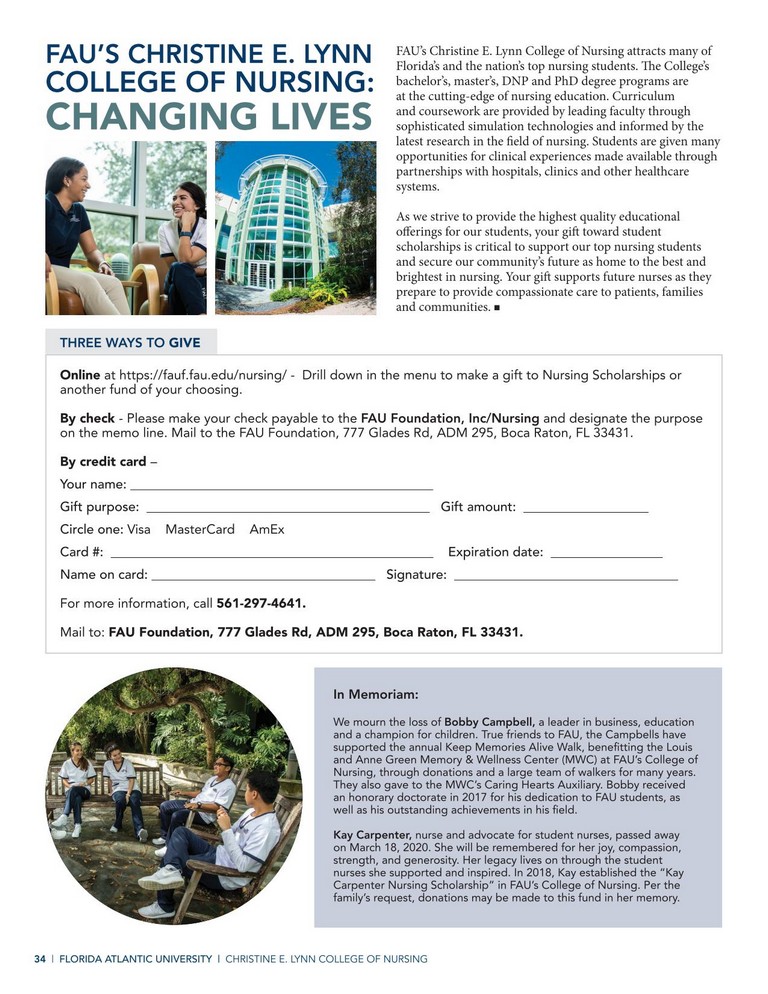 FAU'S CHRISTINE E. LYNN
COLLEGE OF NURSING:
CHANGING LIVES
FAU's Christine E. Lynn College of Nursing attracts many of
Florida's and the nation's top nursing students. The College's
bachelor's, master's, DNP and PhD degree programs are
at the cutting-edge of nursing education. Curriculum
and coursework are provided by leading faculty through
sophisticated simulation technologies and informed by the
latest research in the field of nursing. Students are given many
opportunities for clinical experiences made available through
partnerships with hospitals, clinics and other healthcare
systems.
As we strive to provide the highest quality educational
offerings for our students, your gift toward student
scholarships is critical to support our top nursing students
and secure our community's future as home to the best and
brightest in nursing. Your gift supports future nurses as they
prepare to provide compassionate care to patients, families
and communities. ■
THREE WAYS TO GIVE
Online at https://fauf.fau.edu/nursing/ - Drill down in the menu to make a gift to Nursing Scholarships or
another fund of your choosing.
By check - Please make your check payable to the FAU Foundation, Inc/Nursing and designate the purpose
on the memo line. Mail to the FAU Foundation, 777 Glades Rd, ADM 295, Boca Raton, FL 33431.
By credit card –
Your name:
Gift purpose: Gift amount:
Circle one: Visa MasterCard AmEx
Card #: Expiration date:
Name on card: Signature:
For more information, call 561-297-4641.
Mail to: FAU Foundation, 777 Glades Rd, ADM 295, Boca Raton, FL 33431.
In Memoriam:
We mourn the loss of Bobby Campbell, a leader in business, education
and a champion for children. True friends to FAU, the Campbells have
supported the annual Keep Memories Alive Walk, benefitting the Louis
and Anne Green Memory & Wellness Center (MWC) at FAU's College of
Nursing, through donations and a large team of walkers for many years.
They also gave to the MWC's Caring Hearts Auxiliary. Bobby received
an honorary doctorate in 2017 for his dedication to FAU students, as
well as his outstanding achievements in his field.
Kay Carpenter, nurse and advocate for student nurses, passed away
on March 18, 2020. She will be remembered for her joy, compassion,
strength, and generosity. Her legacy lives on through the student
nurses she supported and inspired. In 2018, Kay established the "Kay
Carpenter Nursing Scholarship" in FAU's College of Nursing. Per the
family's request, donations may be made to this fund in her memory.
34 | FLORIDA ATLANTIC UNIVERSITY | CHRISTINE E. LYNN COLLEGE OF NURSING